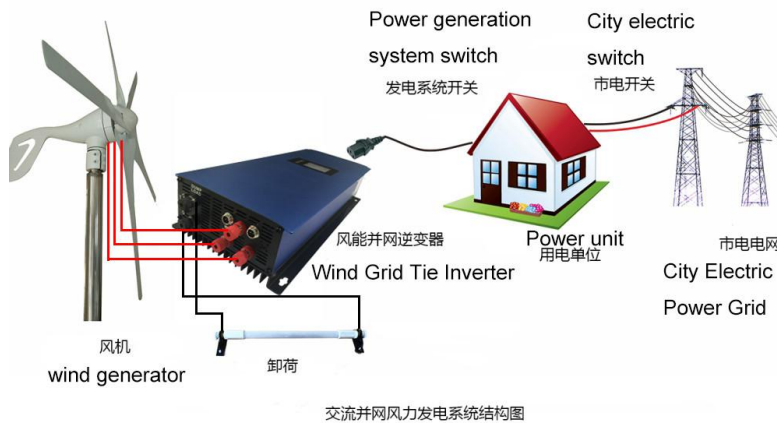 Power generation
system switch
发电系统开关
City electric
switch
市电开关
风能并网逆变器
Wind Grid Tie Inverter
Power unit
用电单位
市电电网
City Electric
Power Grid
风机
wind generator
卸荷
交流并网风力发电系统结构图